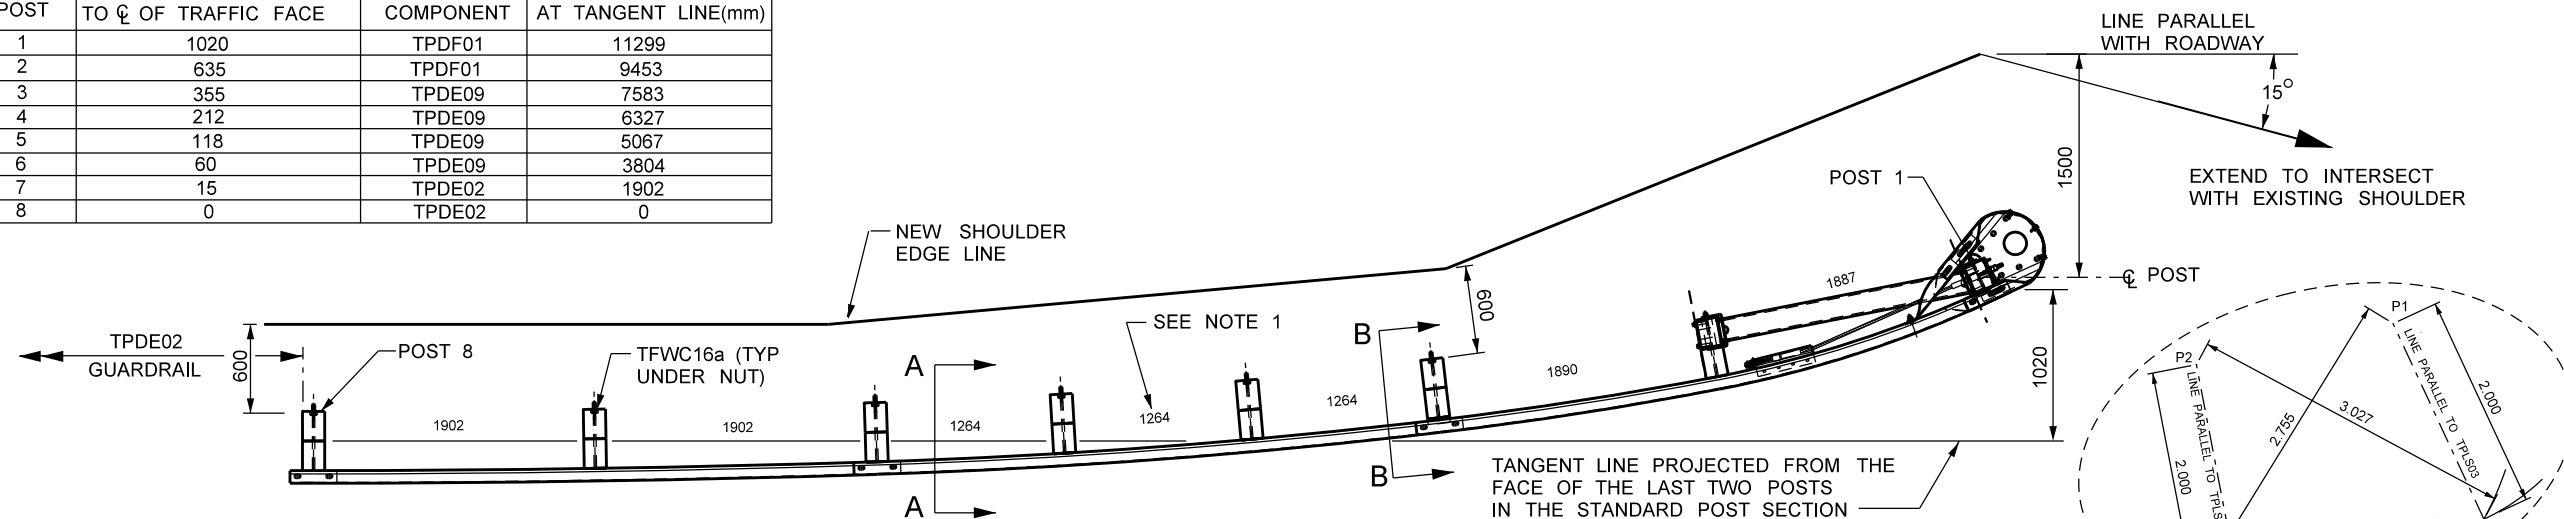 POST TO ℄ OF TRAFFIC FACE COMPONENT AT TANGENT LINE(mm)
1 1020 TPDF01 11299
2 635 TPDF01 9453
3 355 TPDE09 7583
4 212 TPDE09 6327
5 118 TPDE09 5067
6 60 TPDE09 3804
7 15 TPDE02 1902
8 0 TPDE02 0
LINE PARALLEL
WITH ROADWAY
15°
1500
EXTEND TO INTERSECT
WITH EXISTING SHOULDER
POST 1
NEW SHOULDER
EDGE LINE
1887
℄ POST
600
SEE NOTE 1
B
TPDE02
GUARDRAIL
600
POST 8
TFWC16a (TYP
UNDER NUT)
A
1020
1902
1902
1264
1264
1264
1890
TANGENT LINE PROJECTED FROM THE
FACE OF THE LAST TWO POSTS
IN THE STANDARD POST SECTION
B
A
P1
P2
LINE PARALLEL TO TPLS03
2.000
3.027
2.755
LINE PARALLEL TO TPLS
2.000